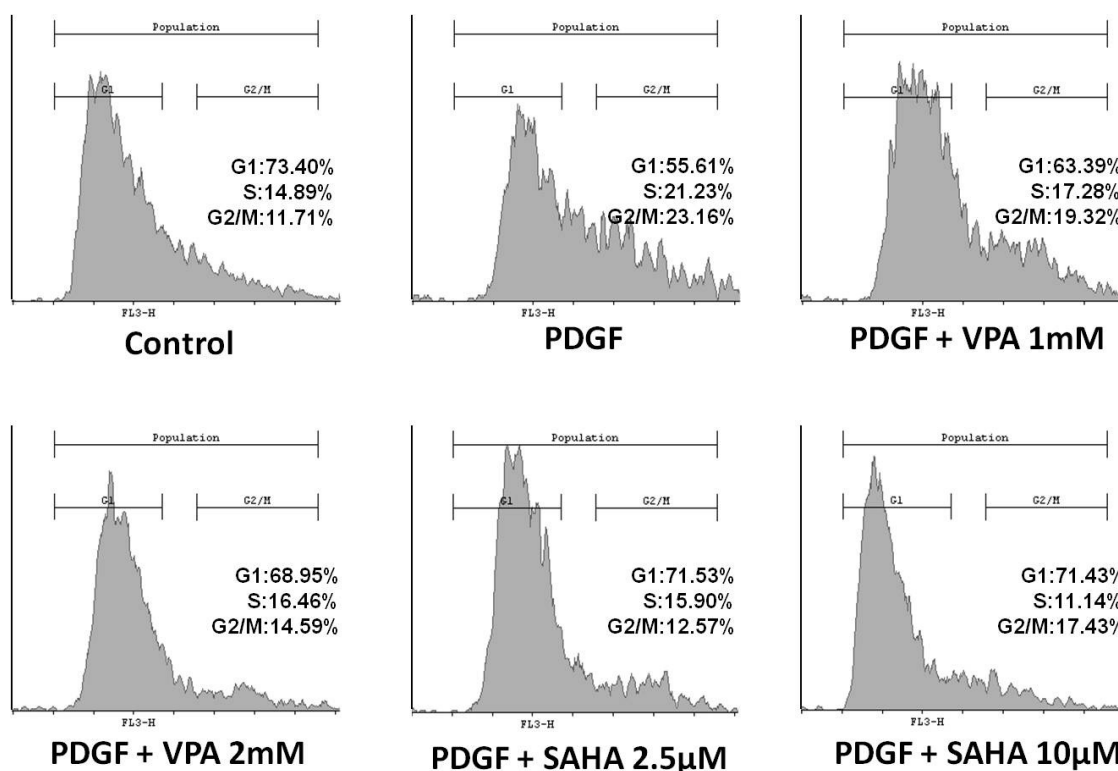 Population
G1
G2/M
G1:73.40%
S:14.89%
G2/M:11.71%
FL3-H
Control
Population
G1
G2/M
G1:55.61%
S:21.23%
G2/M:23.16%
FL3-H
PDGF
Population
G1
G2/M
G1:63.39%
S:17.28%
G2/M:19.32%
FL3-H
PDGF + VPA 1mM
Population
G1
G2/M
G1:68.95%
S:16.46%
G2/M:14.59%
FL3-H
PDGF + VPA 2mM
Population
G1
G2/M
G1:71.53%
S:15.90%
G2/M:12.57%
FL3-H
PDGF + SAHA 2.5μM
Population
G1
G2/M
G1:71.43%
S:11.14%
G2/M:17.43%
FL3-H
PDGF + SAHA 10μM